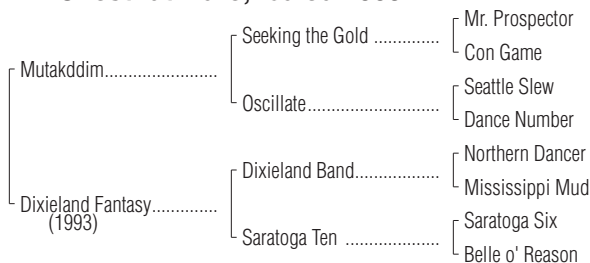 Mr. Prospector
Seeking the Gold ..............
Con Game
Mutakddim........................
Seattle Slew
Oscillate............................
Dance Number
Northern Dancer
Dixieland Band..................
Mississippi Mud
Dixieland Fantasy..............
(1993)
Saratoga Six
Saratoga Ten ....................
Belle o' Reason